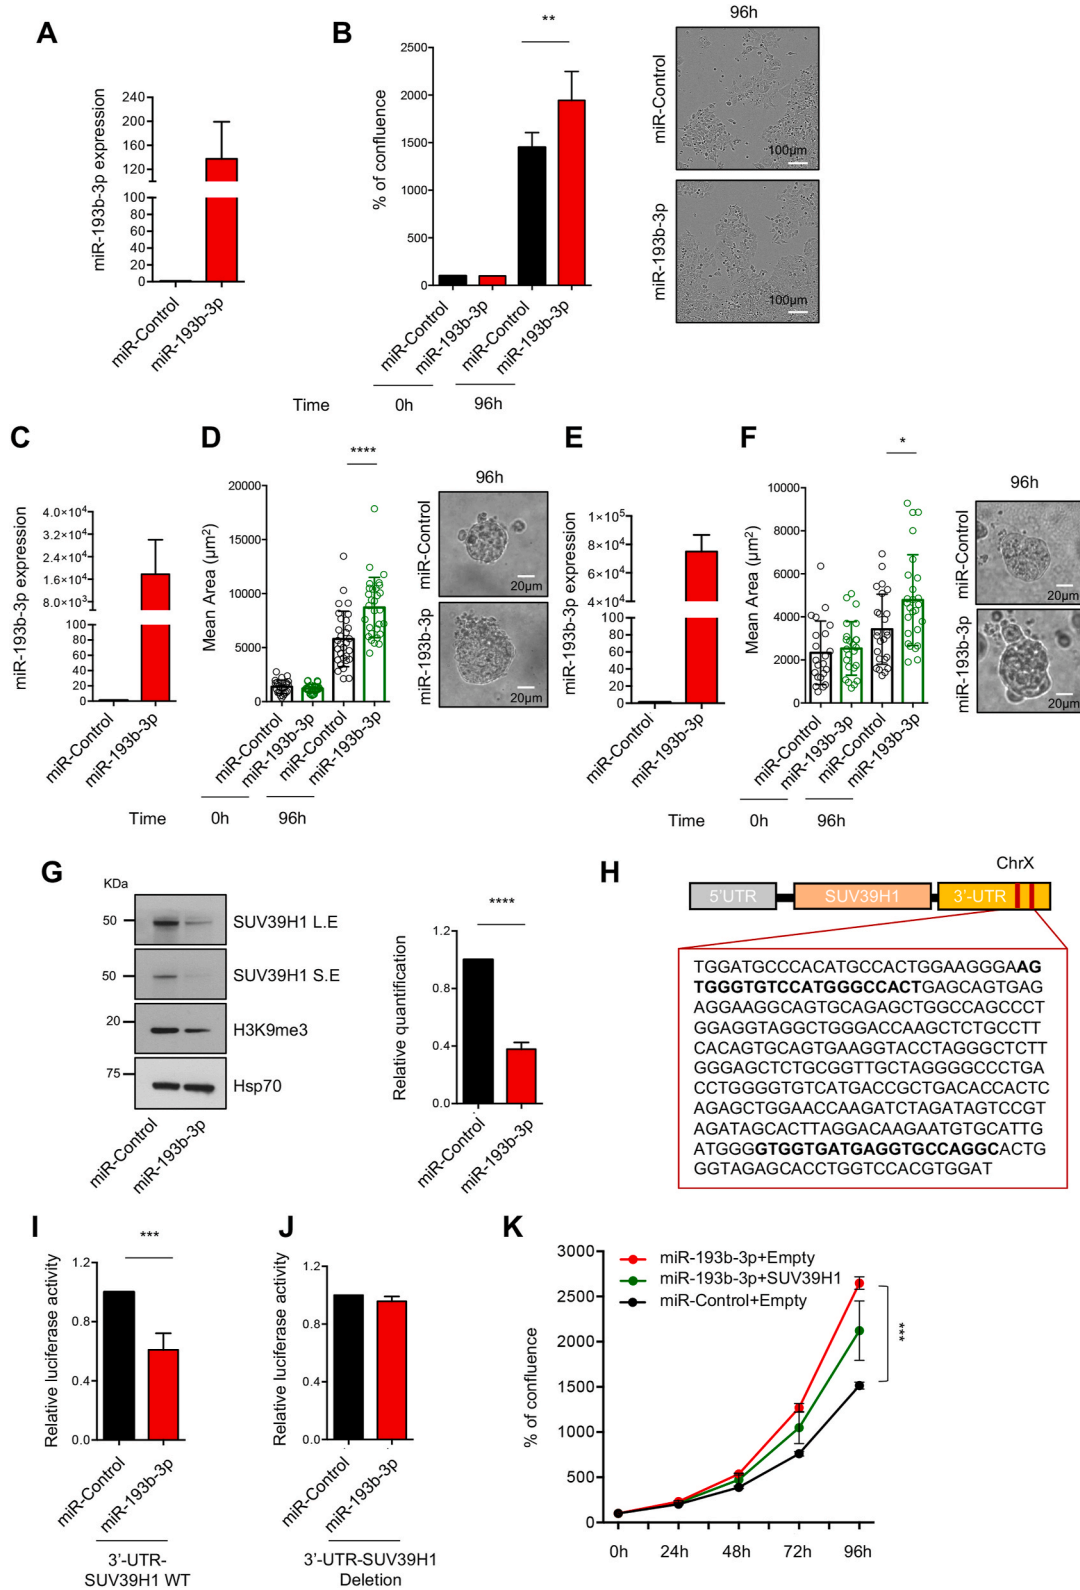 A
miR-193b-3p expression
240
200
160
120
100
80
60
40
20
0
miR-Control
miR-193b-3p
B
% of confluence
2500
2000
1500
1000
500
0
**
miR-Control
miR-193b-3p
miR-Control
miR-193b-3p
Time
0h
96h
96h
miR-Control
100µm
miR-193b-3p
100µm
C
miR-193b-3p expression
4.0×10⁴
3.2×10⁴
2.4×10⁴
1.6×10⁴
8.0×10³
100
80
60
40
20
0
miR-Control
miR-193b-3p
D
Mean Area (µm²)
20000
15000
10000
5000
0
****
miR-Control
miR-193b-3p
miR-Control
miR-193b-3p
Time
0h
96h
96h
miR-Control
20µm
miR-193b-3p
20µm
E
miR-193b-3p expression
1×10⁵
8×10⁴
6×10⁴
4×10⁴
100
80
60
40
20
0
miR-Control
miR-193b-3p
F
Mean Area (µm²)
10000
8000
6000
4000
2000
0
*
miR-Control
miR-193b-3p
miR-Control
miR-193b-3p
Time
0h
96h
96h
miR-Control
20µm
miR-193b-3p
20µm
G
KDa
50
SUV39H1 L.E
50
SUV39H1 S.E
20
H3K9me3
75
Hsp70
miR-Control
miR-193b-3p
Relative quantification
1.2
0.8
0.4
0.0
****
miR-Control
miR-193b-3p
H
ChrX
5'UTR
SUV39H1
3'-UTR
TGGATGCCCACATGCCACTGGAAGGGAAG
TGGGTGTCCATGGGCCACTGAGCAGTGAG
AGGAAGGCAGTGCAGAGCTGGCCAGCCCT
GGAGGTAGGCTGGGACCAAGCTCTGCCTT
CACAGTGCAGTGAAGGTACCTAGGGCTCTT
GGGAGCTCTGCGGTTGCTAGGGGCCCTGA
CCTGGGGTGTCATGACCGCTGACACCACTC
AGAGCTGGAACCAAGATCTAGATAGTCCGT
AGATAGCACTTAGGACAAGAATGTGCATTG
ATGGGGTGGTGATGAGGTGCCAGGCACTG
GGTAGAGCACCTGGTCCACGTGGAT
I
Relative luciferase activity
1.2
0.8
0.4
0.0
***
miR-Control
miR-193b-3p
3'-UTR-
SUV39H1 WT
J
Relative luciferase activity
1.2
0.8
0.4
0.0
miR-Control
miR-193b-3p
3'-UTR-SUV39H1
Deletion
K
% of confluence
3000
2500
2000
1500
1000
500
0
miR-193b-3p+Empty
miR-193b-3p+SUV39H1
miR-Control+Empty
***
0h
24h
48h
72h
96h